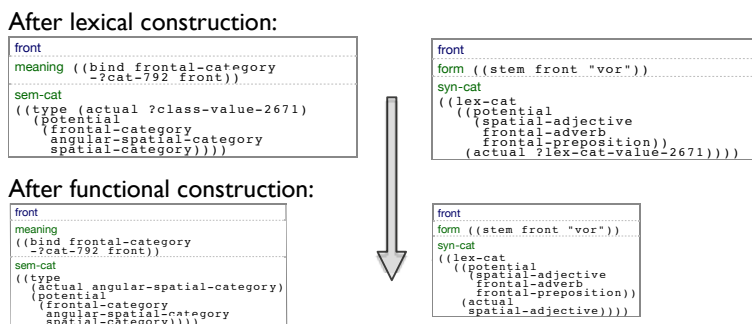 After lexical construction:
front
meaning ((bind frontal-category
-?cat-792 front))
sem-cat
((type (actual ?class-value-2671)
(potential
(frontal-category
angular-spatial-category
spatial-category))))
front
form ((stem front "vor"))
syn-cat
((lex-cat
((potential
(spatial-adjective
frontal-adverb
frontal-preposition))
(actual ?lex-cat-value-2671))))
After functional construction:
front
meaning
((bind frontal-category
-?cat-792 front))
sem-cat
((type
(actual angular-spatial-category)
(potential
(frontal-category
angular-spatial-category
spatial-category))))
front
form ((stem front "vor"))
syn-cat
((lex-cat
((potential
(spatial-adjective
frontal-adverb
frontal-preposition))
(actual
spatial-adjective))))